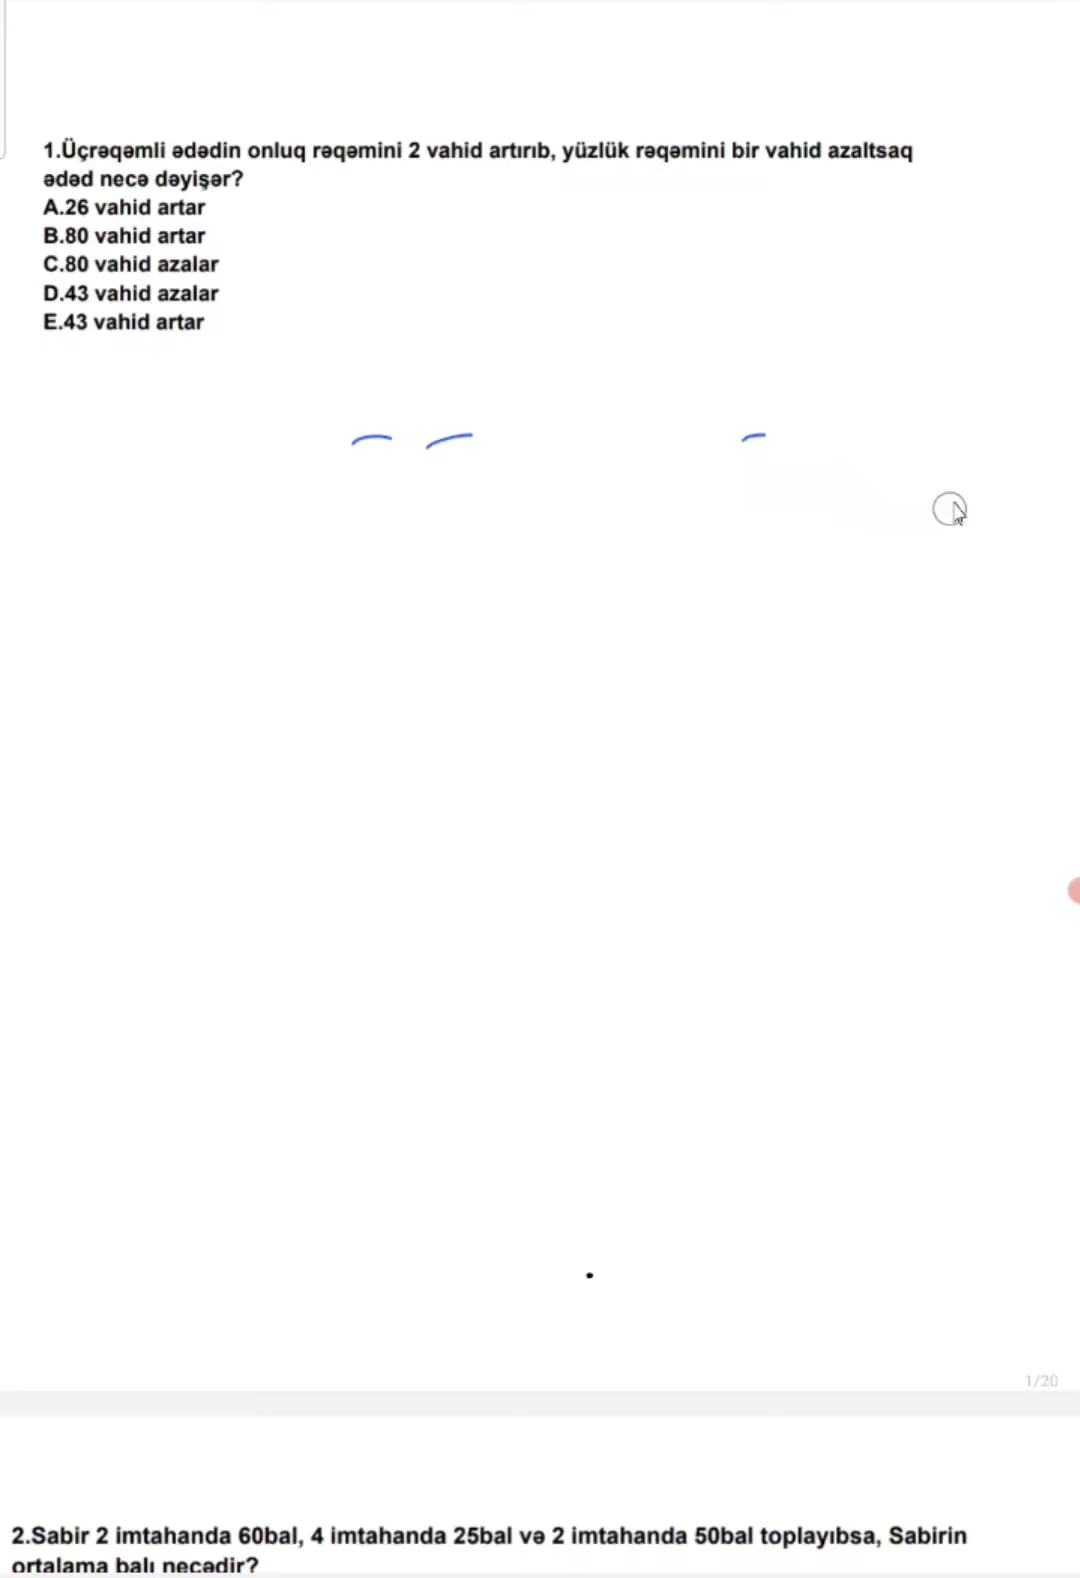 1.Üçrəqəmli ədədin onluq rəqəmini 2 vahid artırıb, yüzlük rəqəmini bir vahid azaltsaq
ədəd necə dəyişər?
A.26 vahid artar
B.80 vahid artar
C.80 vahid azalar
D.43 vahid azalar
E.43 vahid artar
1/20
2.Sabir 2 imtahanda 60bal, 4 imtahanda 25bal və 2 imtahanda 50bal toplayıbsa, Sabirin
ortalama balı necədir?